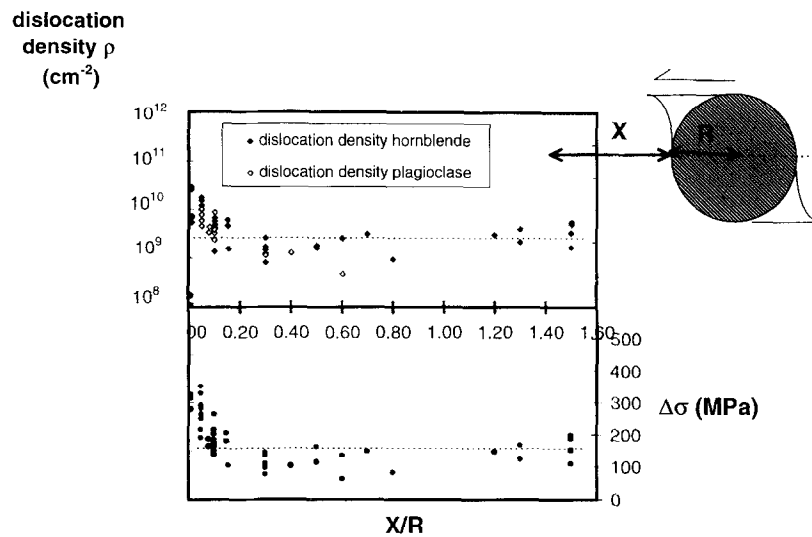 dislocation
density ρ
(cm⁻²)
10¹²
10¹¹
10¹⁰
10⁹
10⁸
dislocation density hornblende
dislocation density plagioclase
X
R
00 0.20 0.40 0.60 0.80 1.00 1.20 1.40 1.60
500
400
300
200
100
0
Δσ (MPa)
X/R